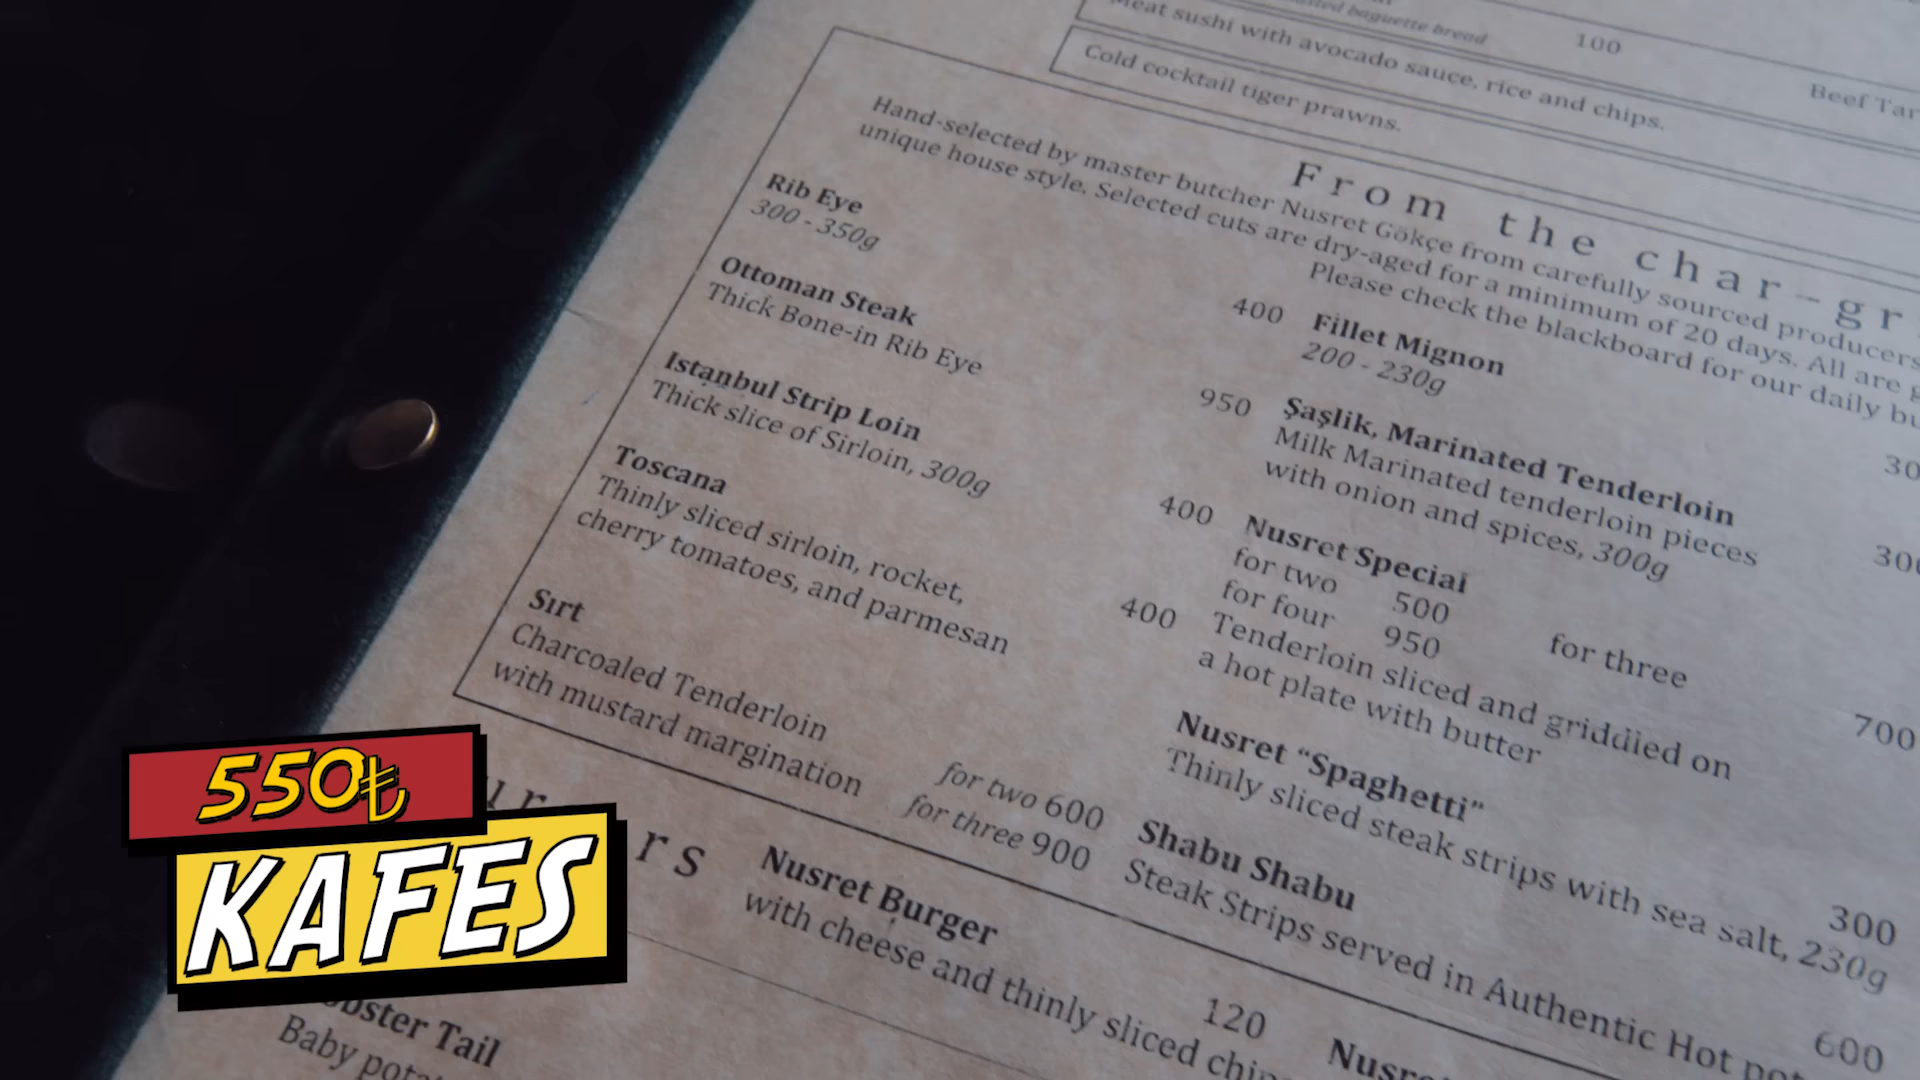 100
Meat sushi with avocado sauce, rice and chips.
Cold cocktail tiger prawns.
Beef
From the
Hand-selected by master butcher Nusret Gökçe from carefully sourced producers
unique house style. Selected cuts are dry-aged for a minimum of 20 days. All are
Please check the blackboard for our daily
Rib Eye
300 - 350g
400
Ottoman Steak
Thick Bone-in Rib Eye
950
Istanbul Strip Loin
Thick slice of Sirloin, 300g
400
Toscana
Thinly sliced sirloin, rocket,
cherry tomatoes, and parmesan
400
Sırt
Charcoaled Tenderloin
with mustard margination
for two 600
for three 900
Fillet Mignon
200 - 230g
Şaşlik, Marinated Tenderloin
Milk Marinated tenderloin pieces
with onion and spices, 300g
Nusret Special
for two 500
for three 700
for four 950
Tenderloin sliced and griddied on
a hot plate with butter
Nusret "Spaghetti"
Thinly sliced steak strips with sea salt, 230g
300
Shabu Shabu
Steak Strips served in Authentic Hot
600
Nusret Burger
with cheese and thinly sliced
120
Tail
Baby
550₺
KAFES